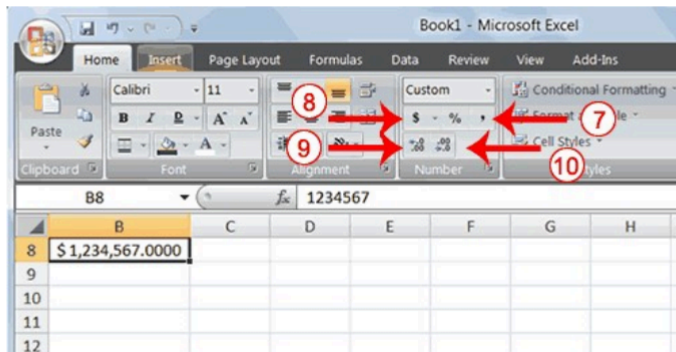 Book1 - Microsoft Excel
Home Insert Page Layout Formulas Data Review View Add-Ins
Calibri 11 Custom Conditional Formatting
8
B I D A A $ % , 7
Paste
A 9 .00 Cell Styles
10
Clipboard Font Alignment Number
B8 fx 1234567
B C D E F G H
8 $ 1,234,567.0000
9
10
11
12